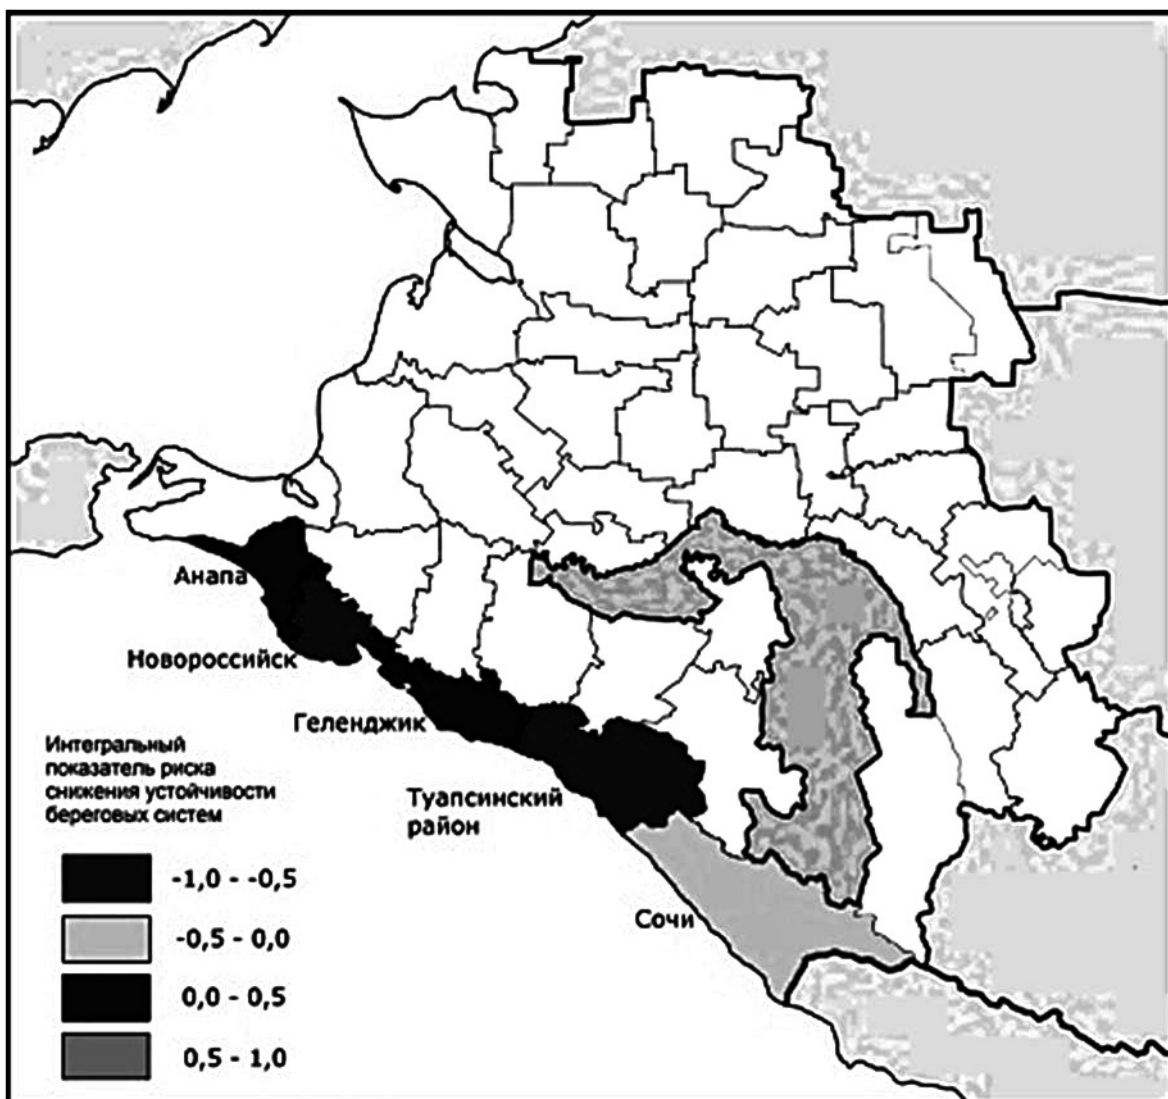 Анапа
Новороссийск
Геленджик
Интегральный
показатель риска
снижения устойчивости
береговых систем
Туапсинский
район
-1,0 - -0,5
Сочи
-0,5 - 0,0
0,0 - 0,5
0,5 - 1,0